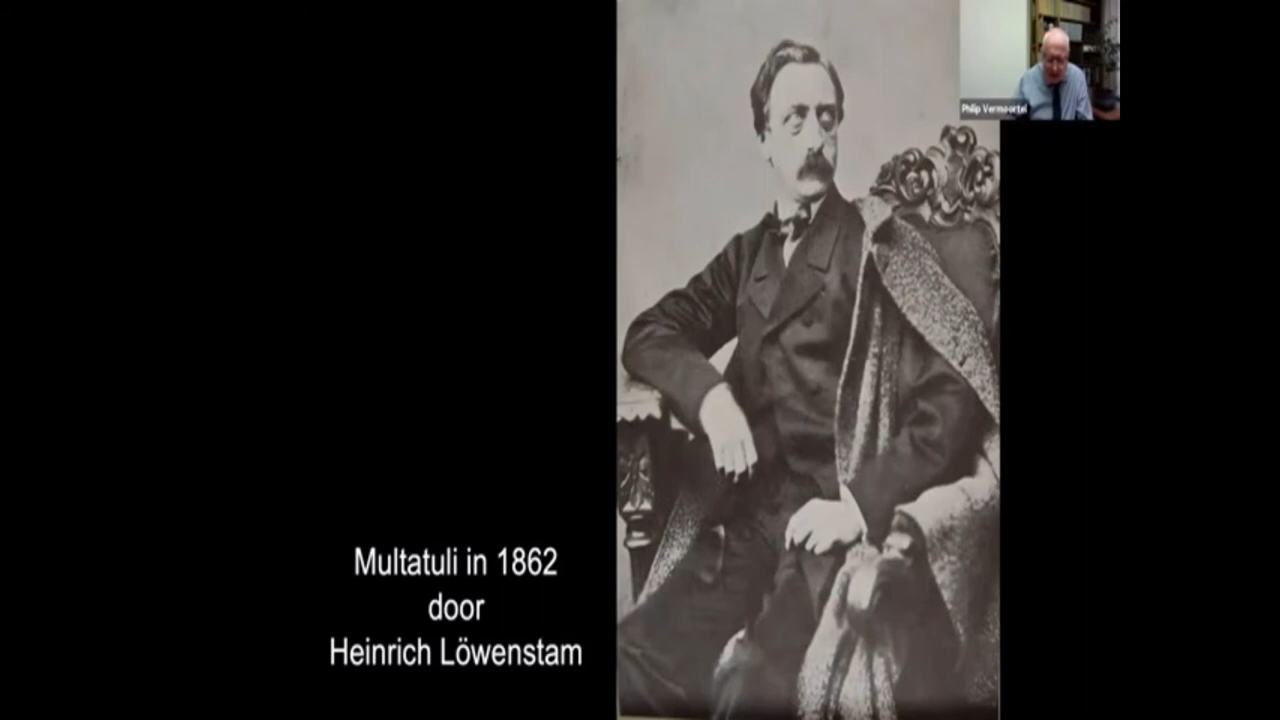 Philip Vermoortel
Multatuli in 1862
door
Heinrich Löwenstam